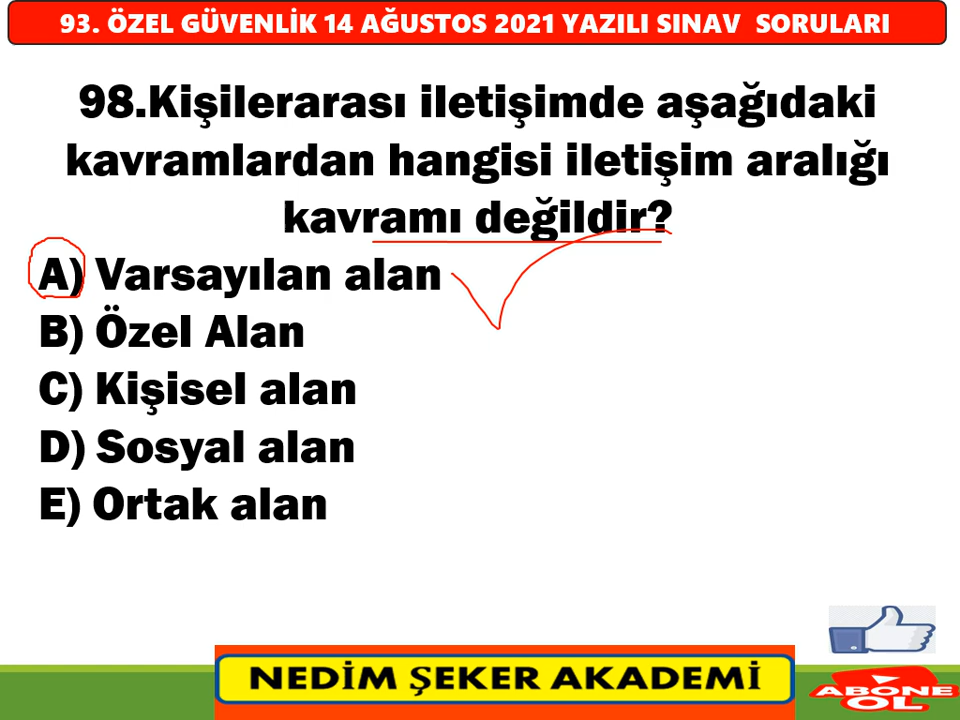 93. ÖZEL GÜVENLİK 14 AĞUSTOS 2021 YAZILI SINAV SORULARI
98.Kişilerarası iletişimde aşağıdaki
kavramlardan hangisi iletişim aralığı
kavramı değildir?
A) Varsayılan alan
B) Özel Alan
C) Kişisel alan
D) Sosyal alan
E) Ortak alan
NEDİM ŞEKER AKADEMİ
ABONE
OL